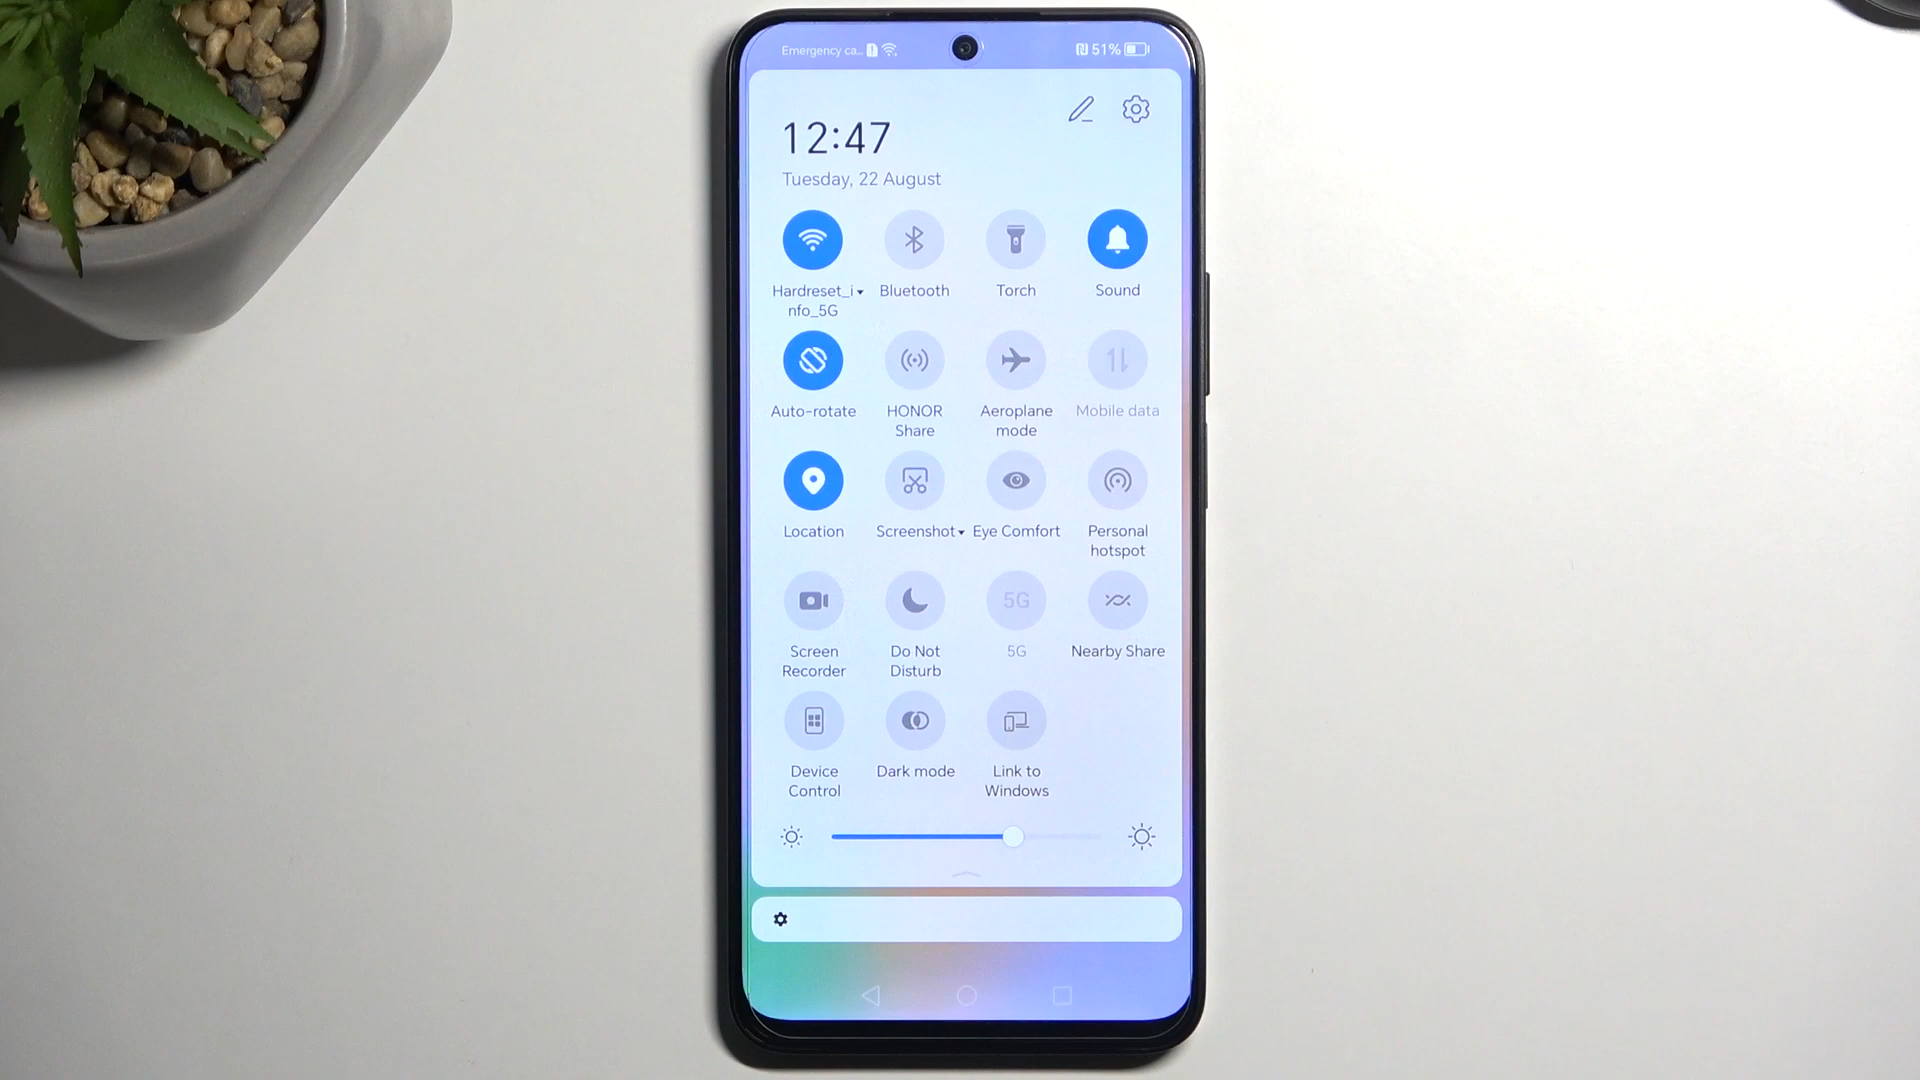 Emergency ca... 51%
12:47
Tuesday, 22 August
Hardreset_i Bluetooth Torch Sound
nfo_5G
Auto-rotate HONOR Aeroplane Mobile data
Share mode
Location Screenshot Eye Comfort Personal
hotspot
5G
Screen Do Not 5G Nearby Share
Recorder Disturb
Device Dark mode Link to
Control Windows